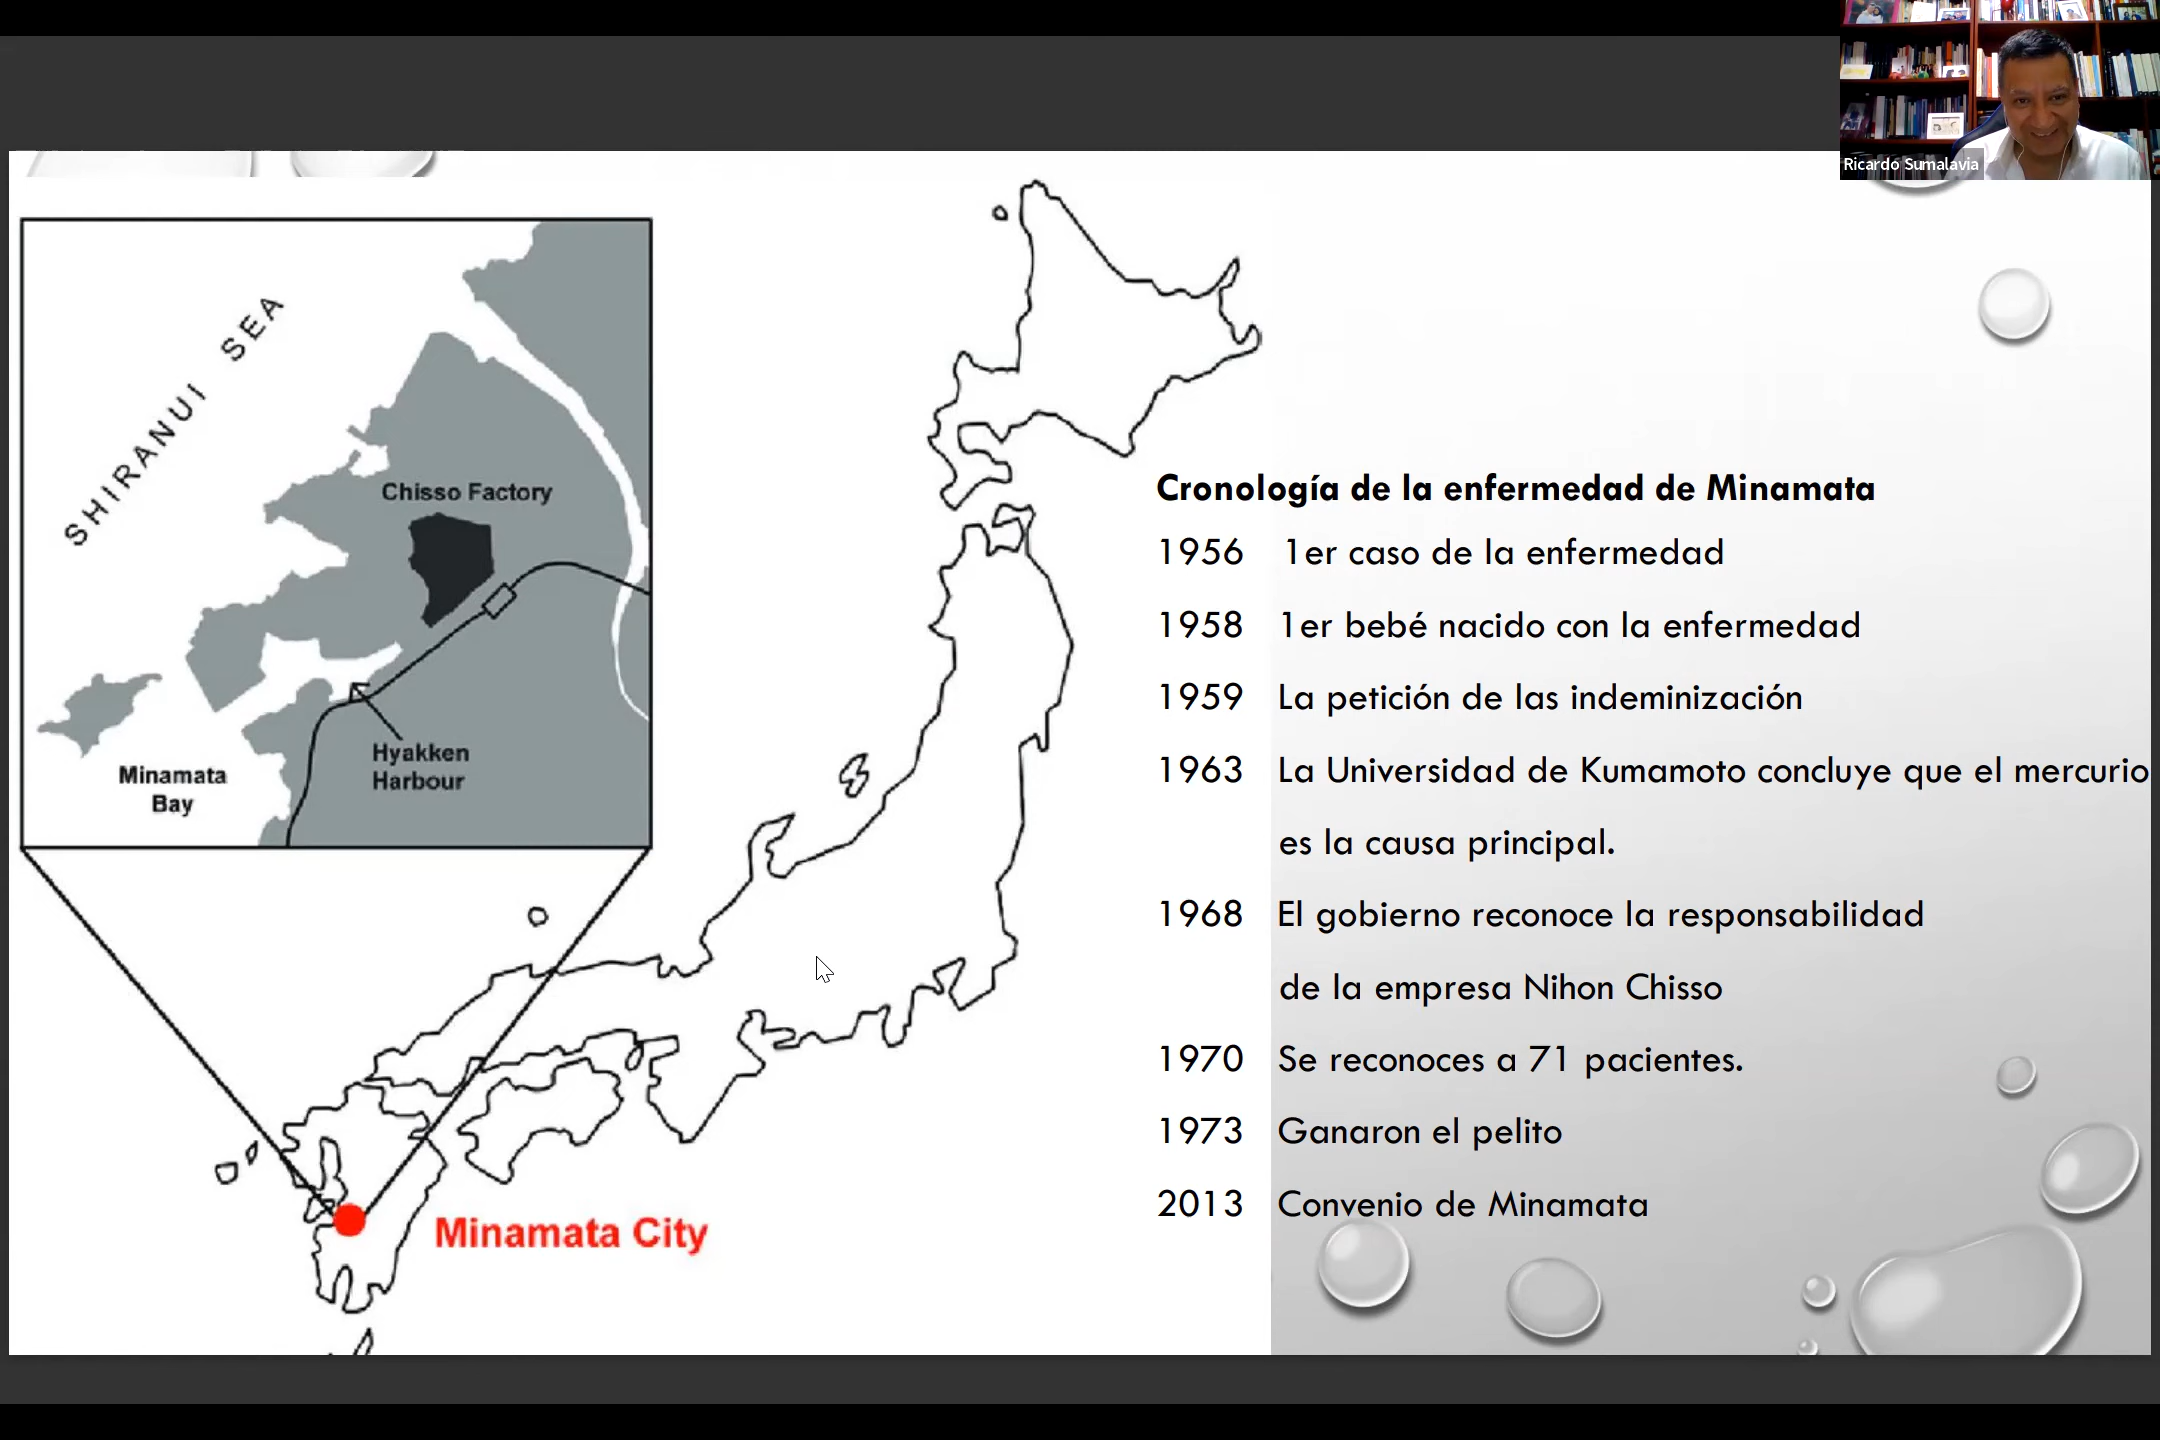 Ricardo Sumalavia
SHIRANUI SEA
Chisso Factory
Hyakken
Harbour
Minamata
Bay
Minamata City
Cronología de la enfermedad de Minamata
1956 1er caso de la enfermedad
1958 1er bebé nacido con la enfermedad
1959 La petición de las indeminización
1963 La Universidad de Kumamoto concluye que el mercurio
es la causa principal.
1968 El gobierno reconoce la responsabilidad
de la empresa Nihon Chisso
1970 Se reconoces a 71 pacientes.
1973 Ganaron el pelito
2013 Convenio de Minamata